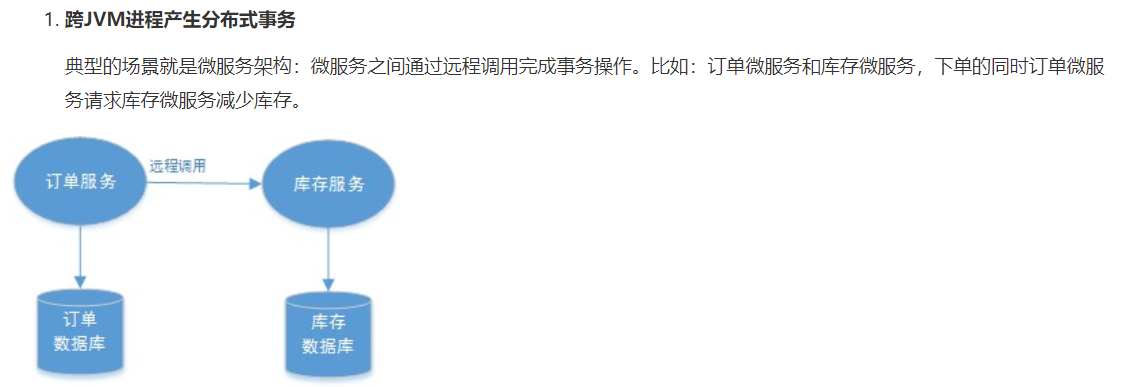 1. 跨JVM进程产生分布式事务
典型的场景就是微服务架构：微服务之间通过远程调用完成事务操作。比如：订单微服务和库存微服务，下单的同时订单微服
务请求库存微服务减少库存。
远程调用
订单服务
库存服务
订单
数据库
库存
数据库